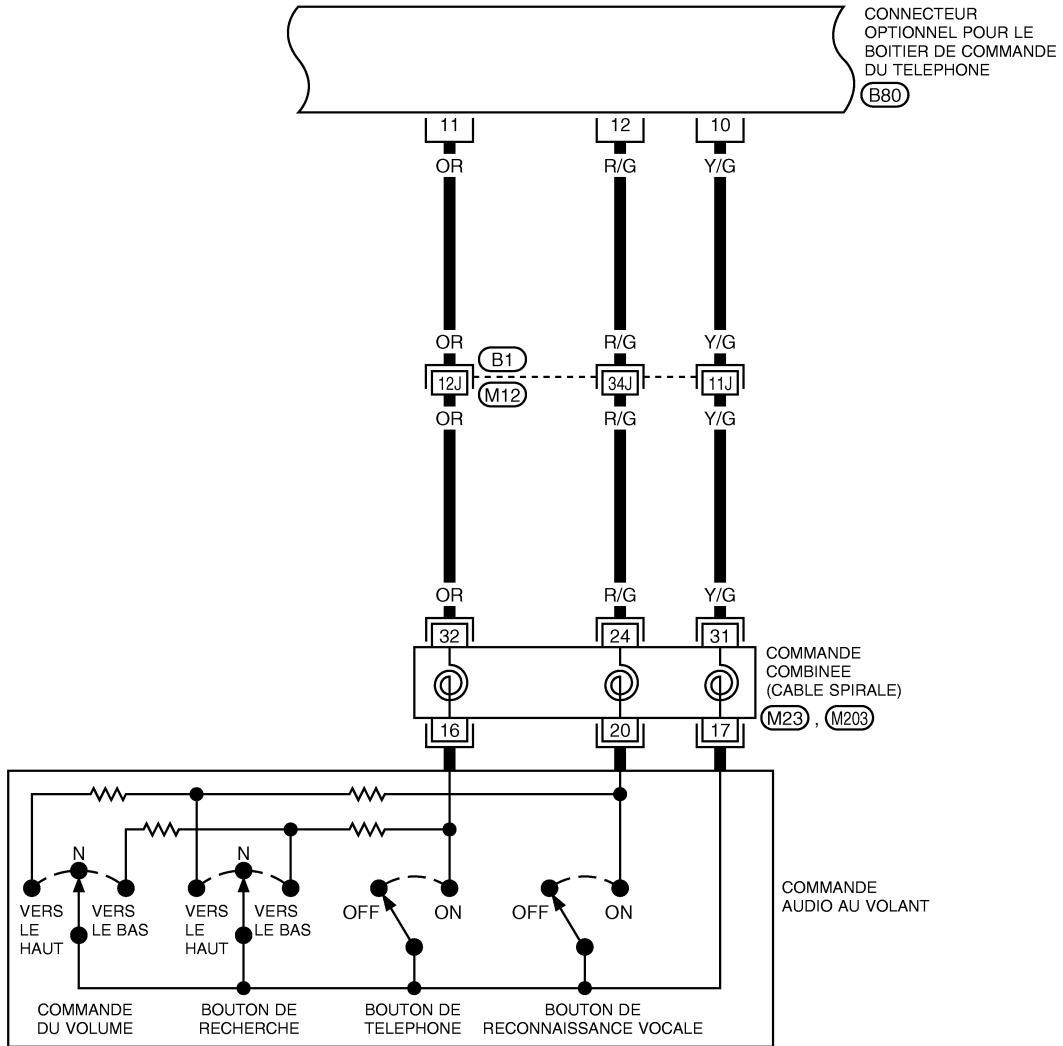 CONNECTEUR
OPTIONNEL POUR LE
BOITIER DE COMMANDE
DU TELEPHONE
B80
11 12 10
OR R/G Y/G
OR R/G Y/G
B1
12J 34J 11J
M12
OR R/G Y/G
OR R/G Y/G
32 24 31
COMMANDE
COMBINEE
(CABLE SPIRALE)
M23 , M203
16 20 17
COMMANDE
AUDIO AU VOLANT
N N
VERS
LE
HAUT
VERS
LE BAS
VERS
LE
HAUT
VERS
LE BAS
OFF ON
OFF ON
COMMANDE
DU VOLUME
BOUTON DE
RECHERCHE
BOUTON DE
TELEPHONE
BOUTON DE
RECONNAISSANCE VOCALE